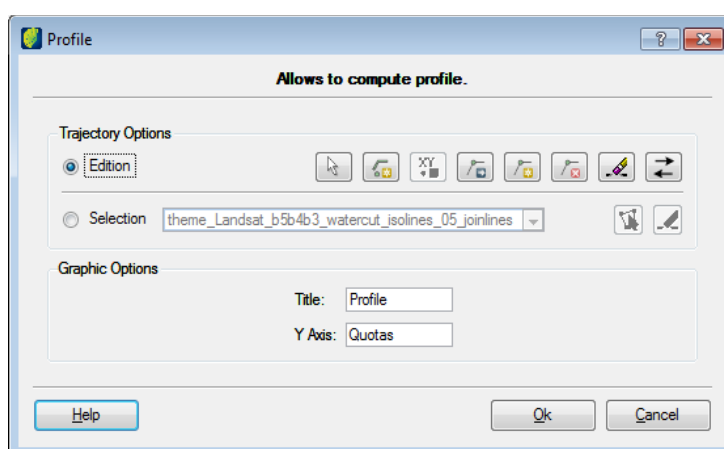 Profile
Allows to compute profile.
Trajectory Options
Edition
XY
Selection theme_Landsat_b5b4b3_watercut_isolines_05_joinlines
Graphic Options
Title: Profile
Y Axis: Quotas
Help Ok Cancel